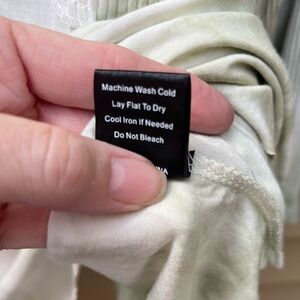 Machine Wash Cold
Lay Flat To Dry
Cool Iron If Needed
Do Not Bleach